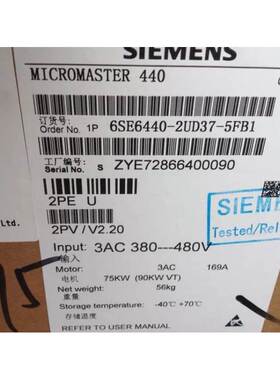 SIEMENS
MICROMASTER 440
订货号:
Order No. 1P 6SE6440-2UD37-5FB1
工厂编号:
Serial No. S ZYE72866400090
2PE U
2PV / V2.20
SIEM
Tested/Rel
Ltd.
Input: 3AC 380---480V
输入
Motor: 3AC 169A
电机 75KW (90KW VT)
Net weight: 56kg
重量
Storage temperature: -40℃ +70℃
存储温度
REFER TO USER MANUAL